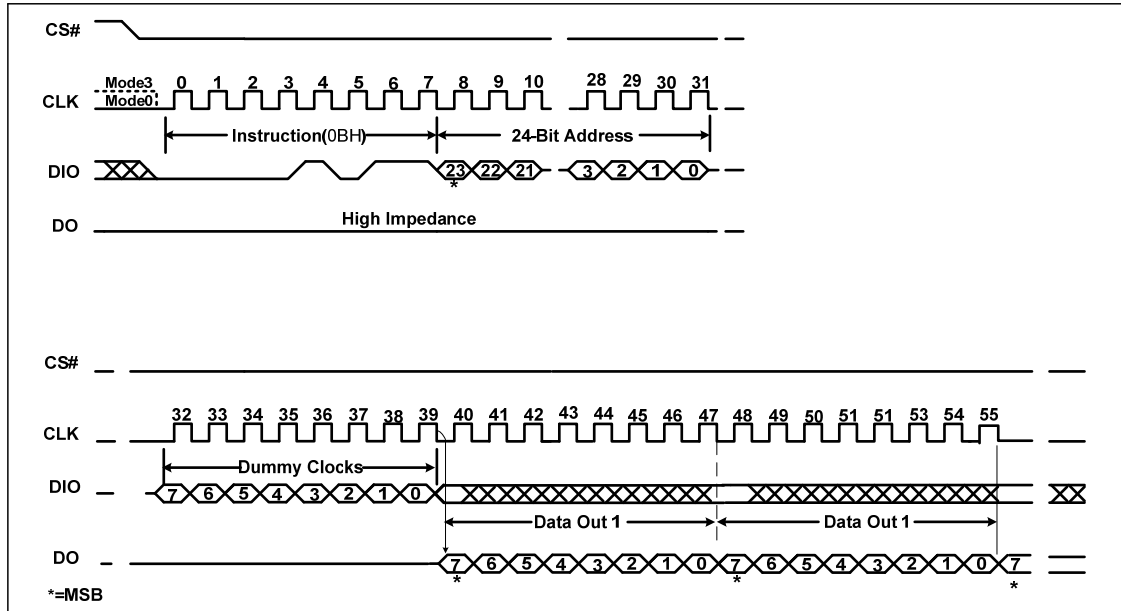 CS#
Mode3
Mode0
CLK
0 1 2 3 4 5 6 7 8 9 10 28 29 30 31
Instruction(0BH) 24-Bit Address
DIO
23 22 21 3 2 1 0
*
High Impedance
DO
CS#
32 33 34 35 36 37 38 39 40 41 42 43 44 45 46 47 48 49 50 51 51 53 54 55
CLK
Dummy Clocks
DIO
7 6 5 4 3 2 1 0
Data Out 1 Data Out 1
DO
7 6 5 4 3 2 1 0 7 6 5 4 3 2 1 0 7
* * *
*=MSB